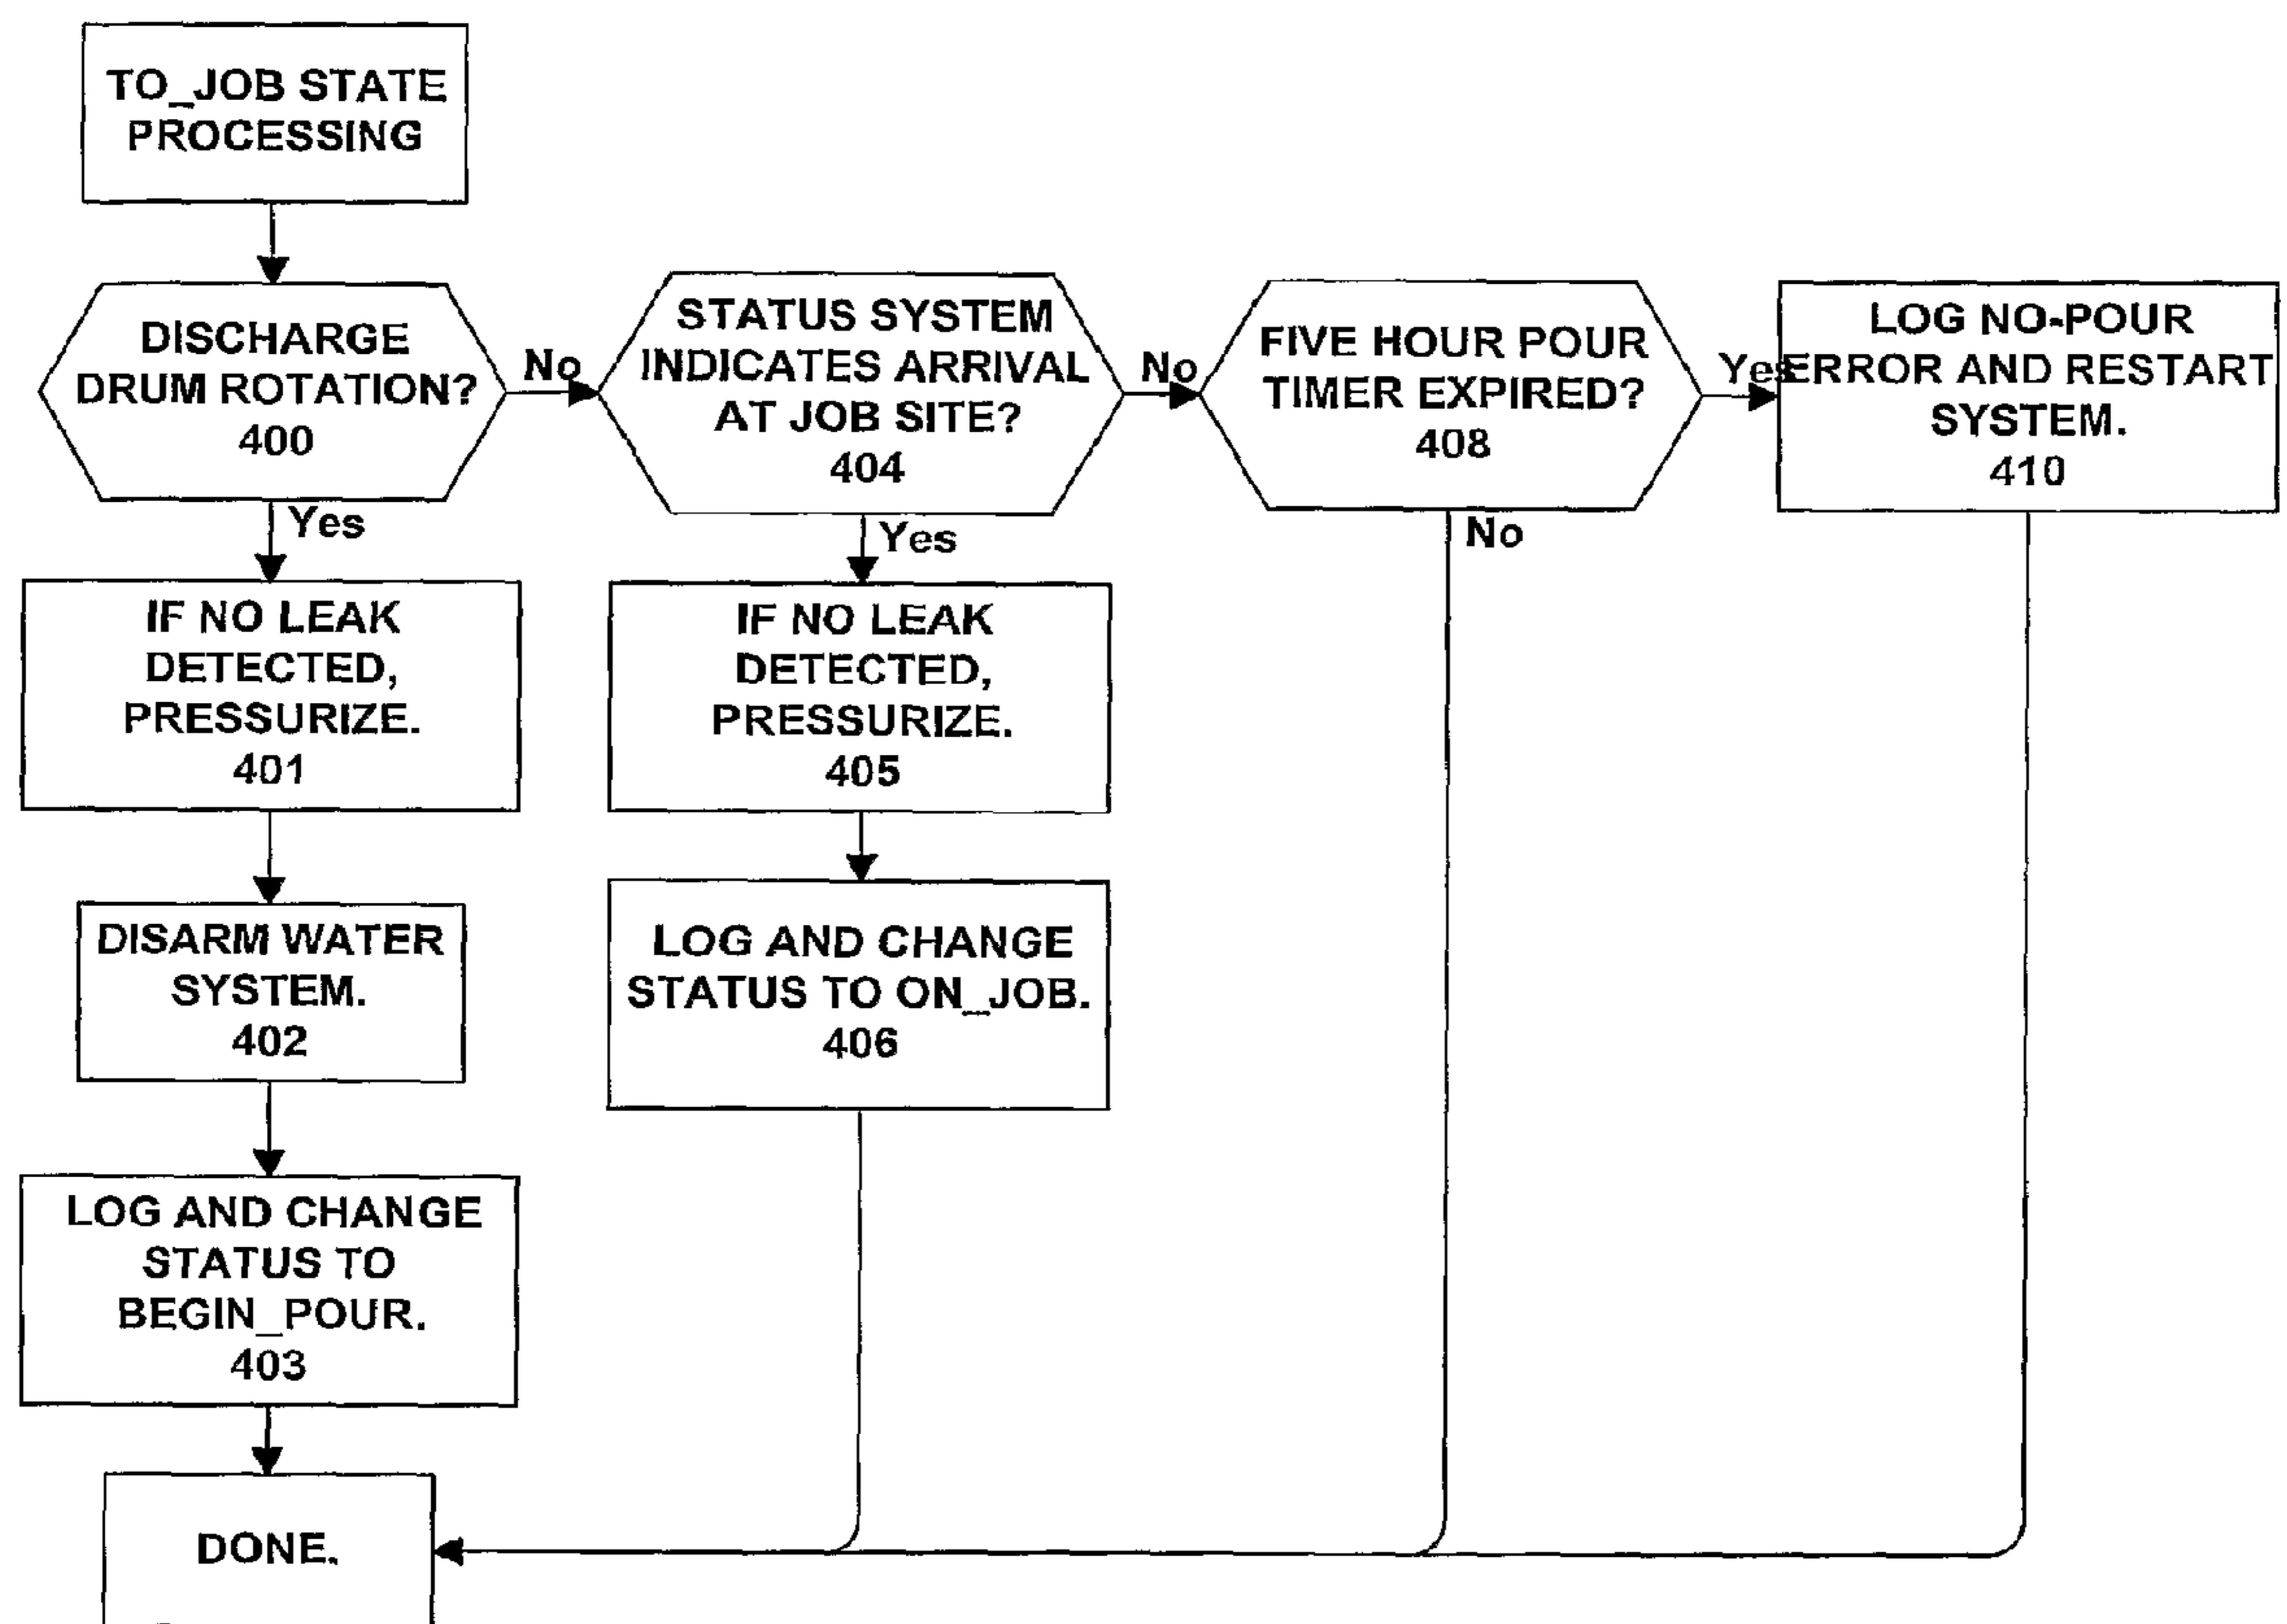 TO_JOB STATE
PROCESSING
DISCHARGE
DRUM ROTATION?
400
No
STATUS SYSTEM
INDICATES ARRIVAL
AT JOB SITE?
404
No
FIVE HOUR POUR
TIMER EXPIRED?
408
Yes
LOG NO-POUR
ERROR AND RESTART
SYSTEM.
410
Yes
Yes
No
IF NO LEAK
DETECTED,
PRESSURIZE.
401
IF NO LEAK
DETECTED,
PRESSURIZE.
405
DISARM WATER
SYSTEM.
402
LOG AND CHANGE
STATUS TO ON_JOB.
406
LOG AND CHANGE
STATUS TO
BEGIN_POUR.
403
DONE.